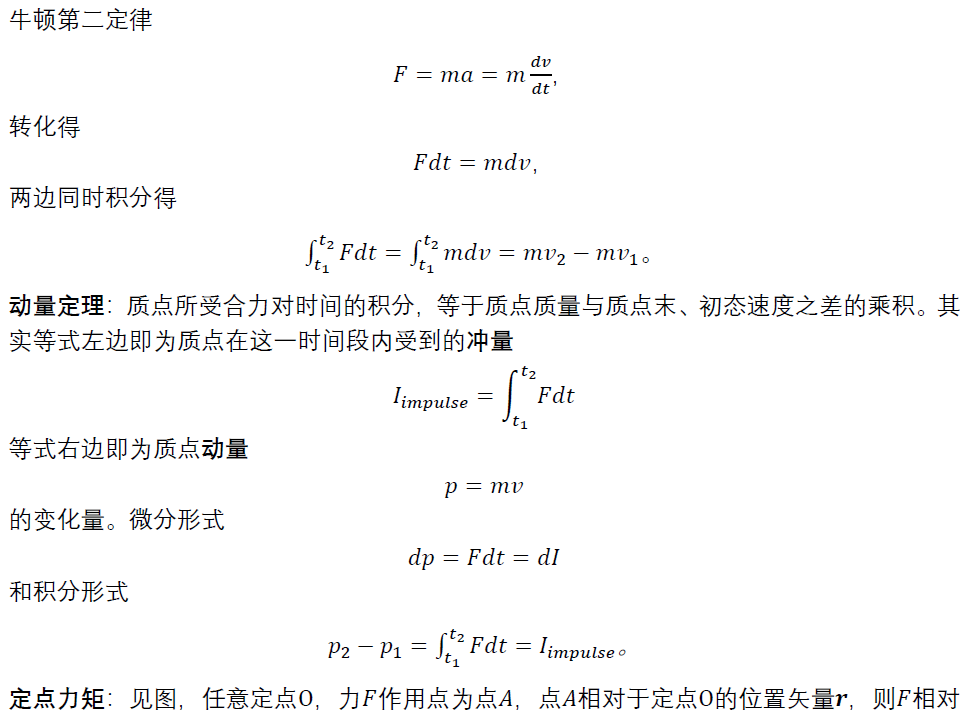 牛顿第二定律
F = ma = m dv/dt,
转化得
Fdt = mdv,
两边同时积分得
∫_{t_1}^{t_2} Fdt = ∫_{t_1}^{t_2} mdv = mv_2 − mv_1。
动量定理：质点所受合力对时间的积分，等于质点质量与质点末、初态速度之差的乘积。其
实等式左边即为质点在这一时间段内受到的冲量
I_{impulse} = ∫_{t_1}^{t_2} Fdt
等式右边即为质点动量
p = mv
的变化量。微分形式
dp = Fdt = dI
和积分形式
p_2 − p_1 = ∫_{t_1}^{t_2} Fdt = I_{impulse}。
定点力矩：见图，任意定点O，力F作用点为点A，点A相对于定点O的位置矢量r，则F相对